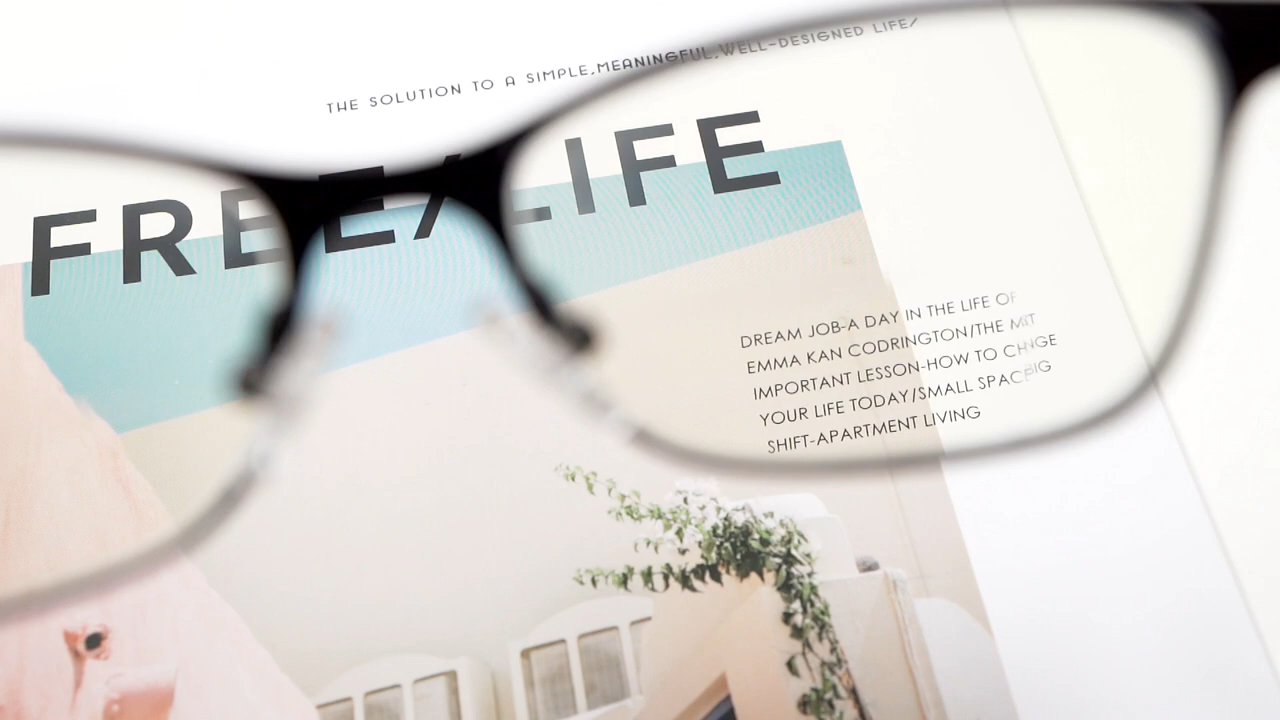 THE SOLUTION TO A SIMPLE,MEANINGFUL,WELL-DESIGNED LIFE/
FREE/LIFE
DREAM JOB-A DAY IN THE LIFE OF
EMMA KAN CODRINGTON/THE
IMPORTANT LESSON-HOW TO
YOUR LIFE TODAY/SMALL BIG
SHIFT-APARTMENT LIVING